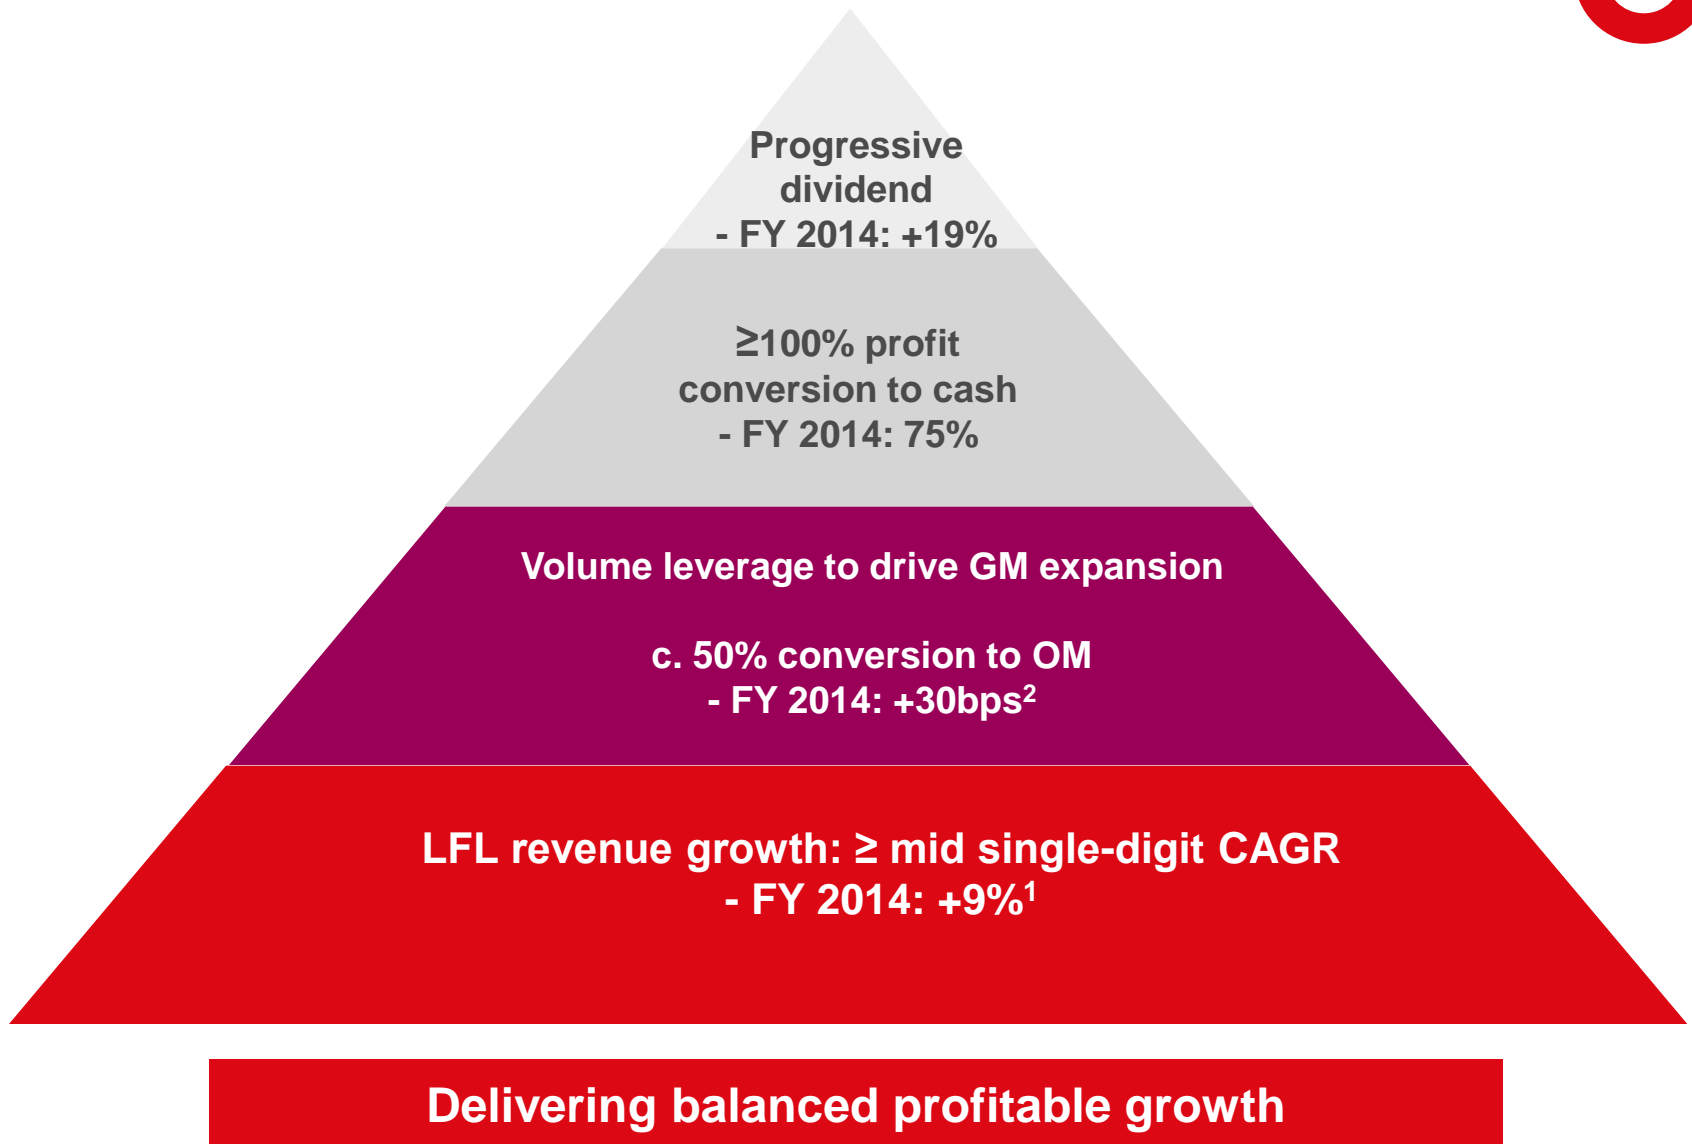 Progressive
dividend
- FY 2014: +19%
≥100% profit
conversion to cash
- FY 2014: 75%
Volume leverage to drive GM expansion
c. 50% conversion to OM
- FY 2014: +30bps²
LFL revenue growth: ≥ mid single-digit CAGR
- FY 2014: +9%¹
Delivering balanced profitable growth